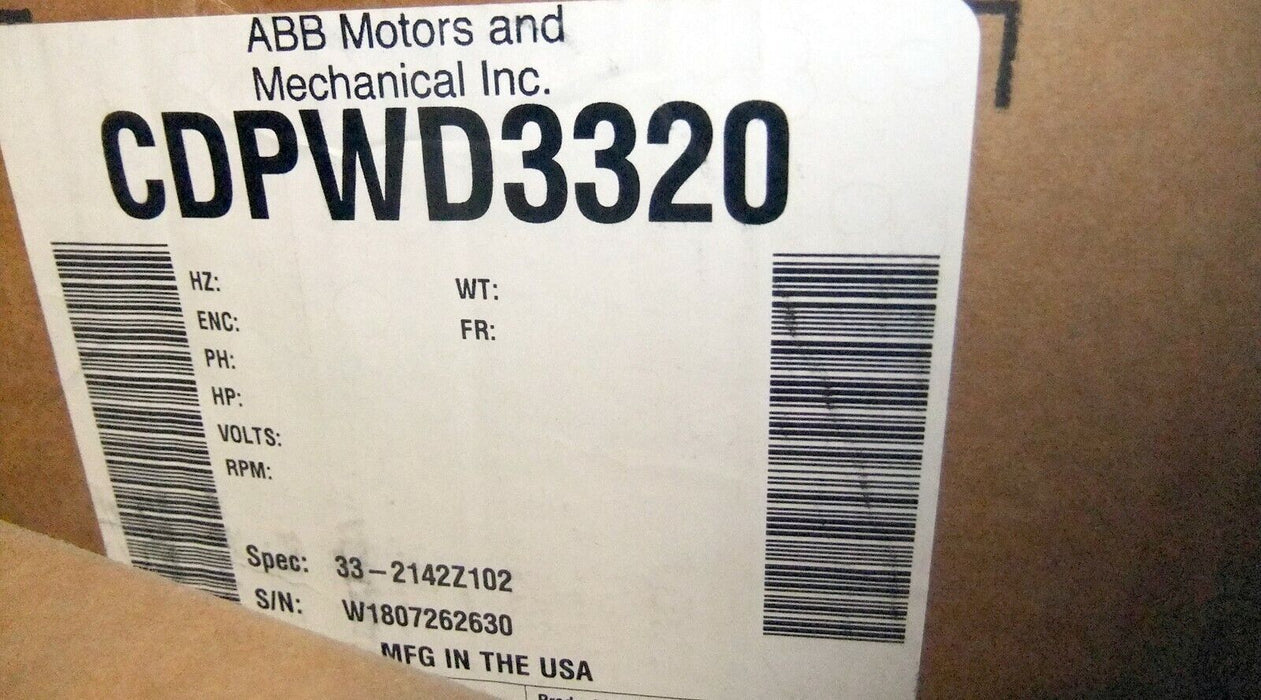 ABB Motors and
Mechanical Inc.
CDPWD3320
HZ:
WT:
ENC:
FR:
PH:
HP:
VOLTS:
RPM:
Spec: 33-2142Z102
S/N: W1807262630
MFG IN THE USA